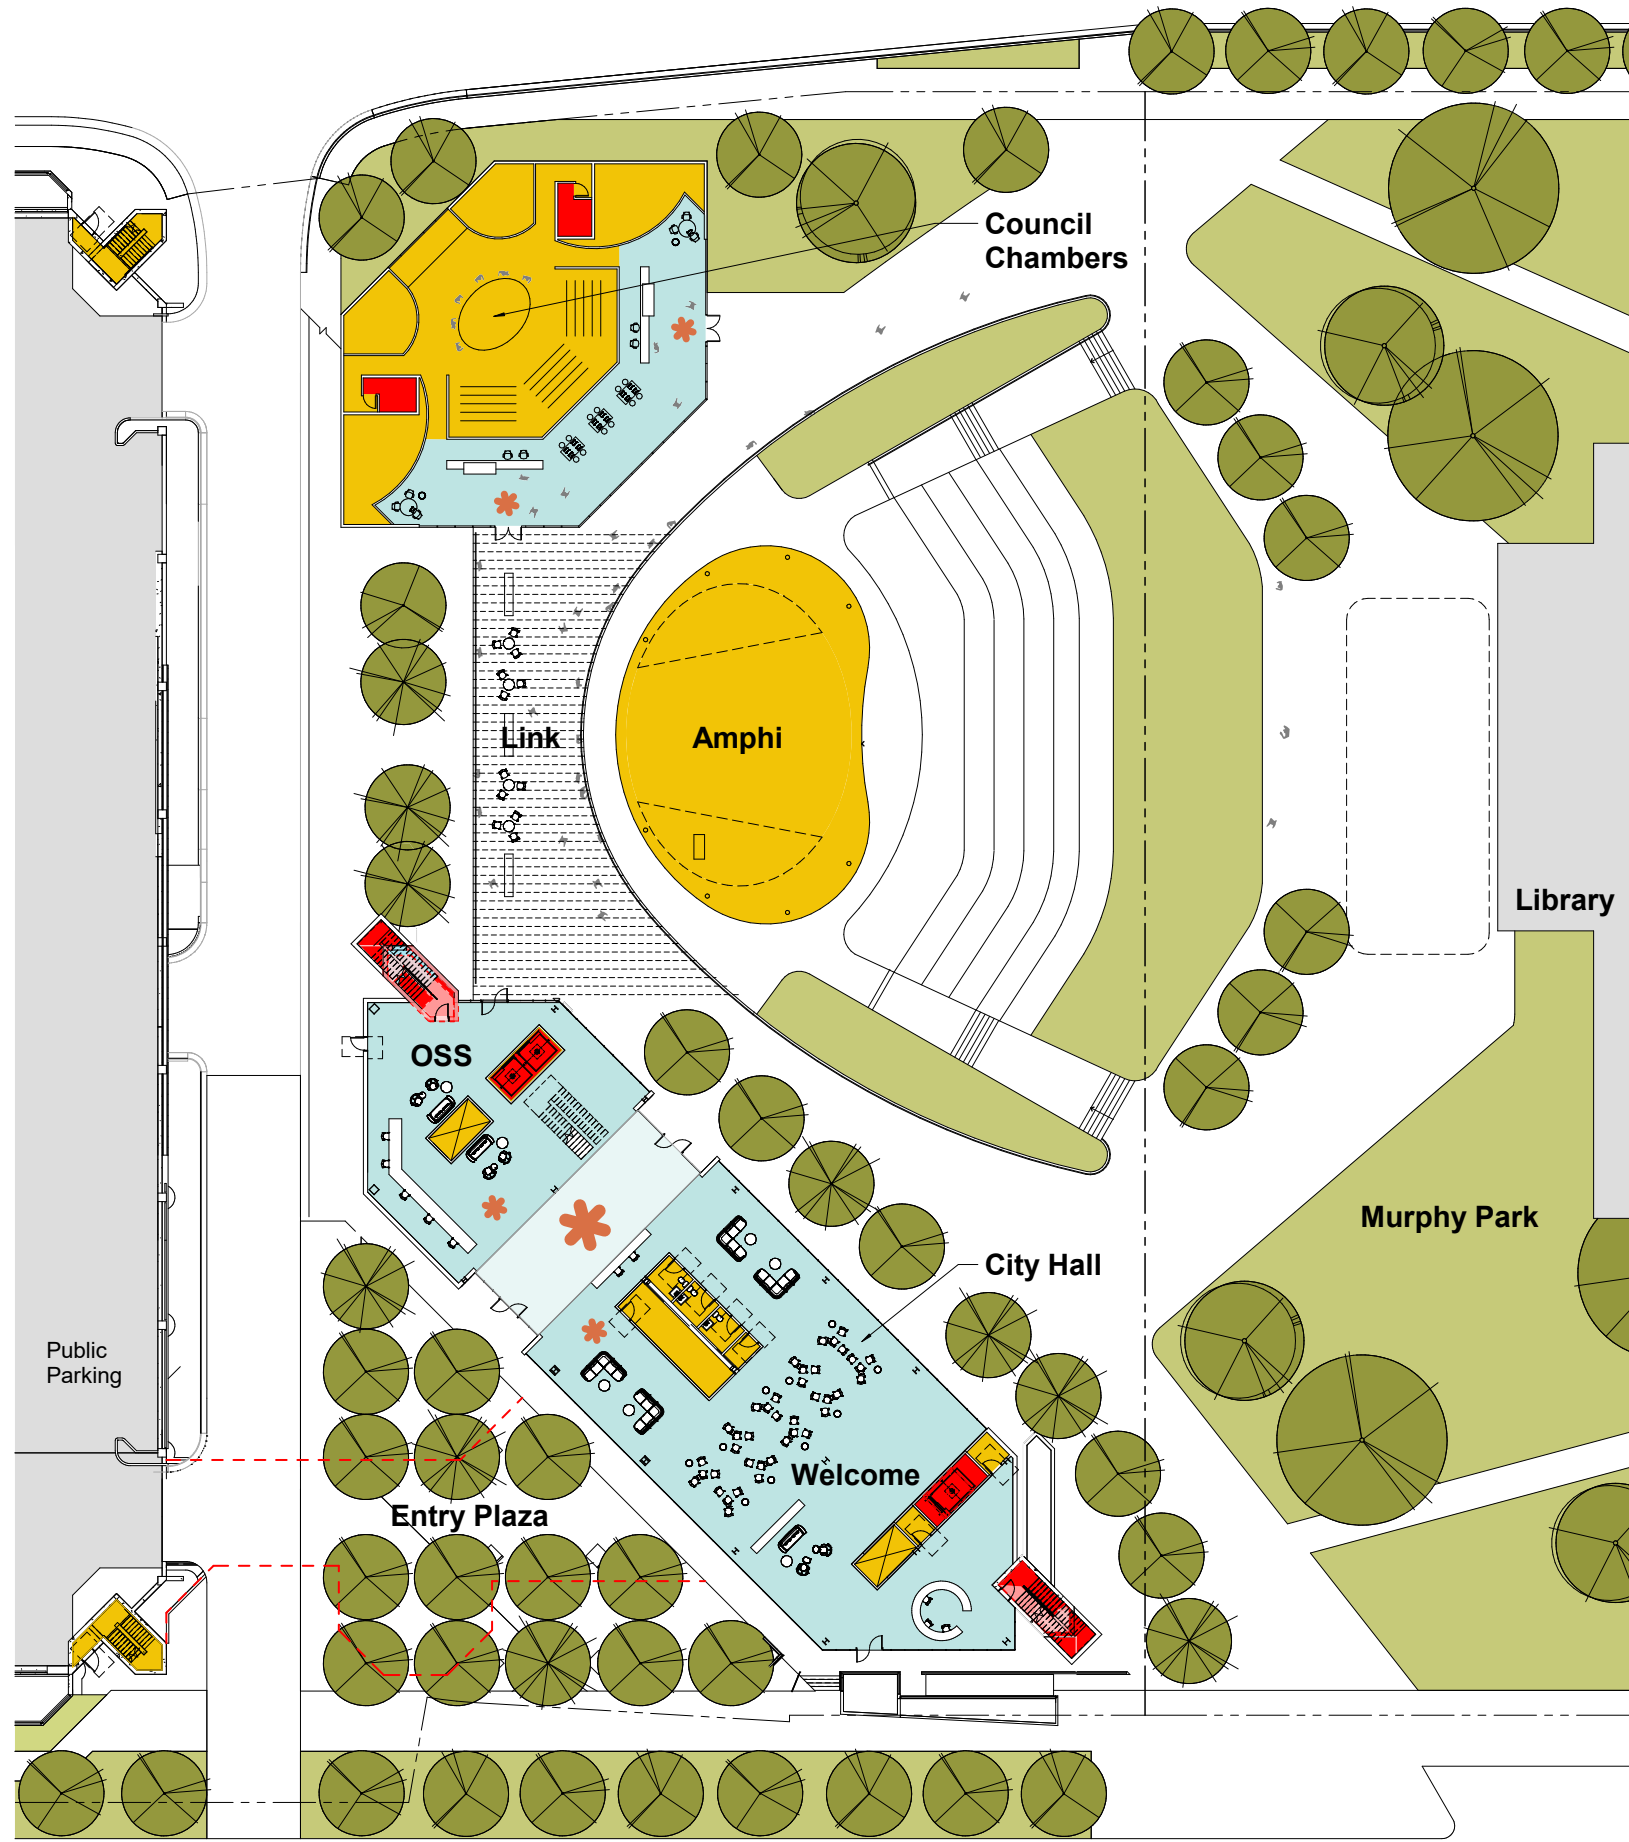 Council
Chambers
Link
Amphi
Library
OSS
Murphy Park
City Hall
Public
Parking
Welcome
Entry Plaza